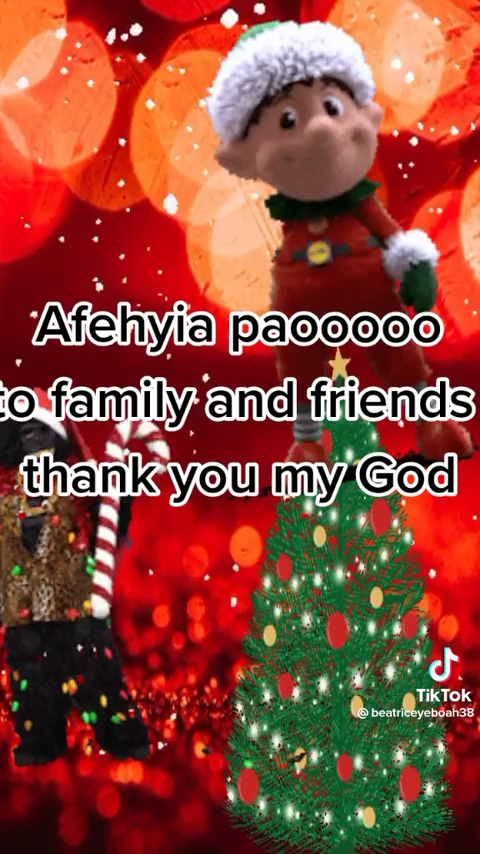 Afehyia paooooo
to family and friends
thank you my God
TikTok
@beatriceyeboah38